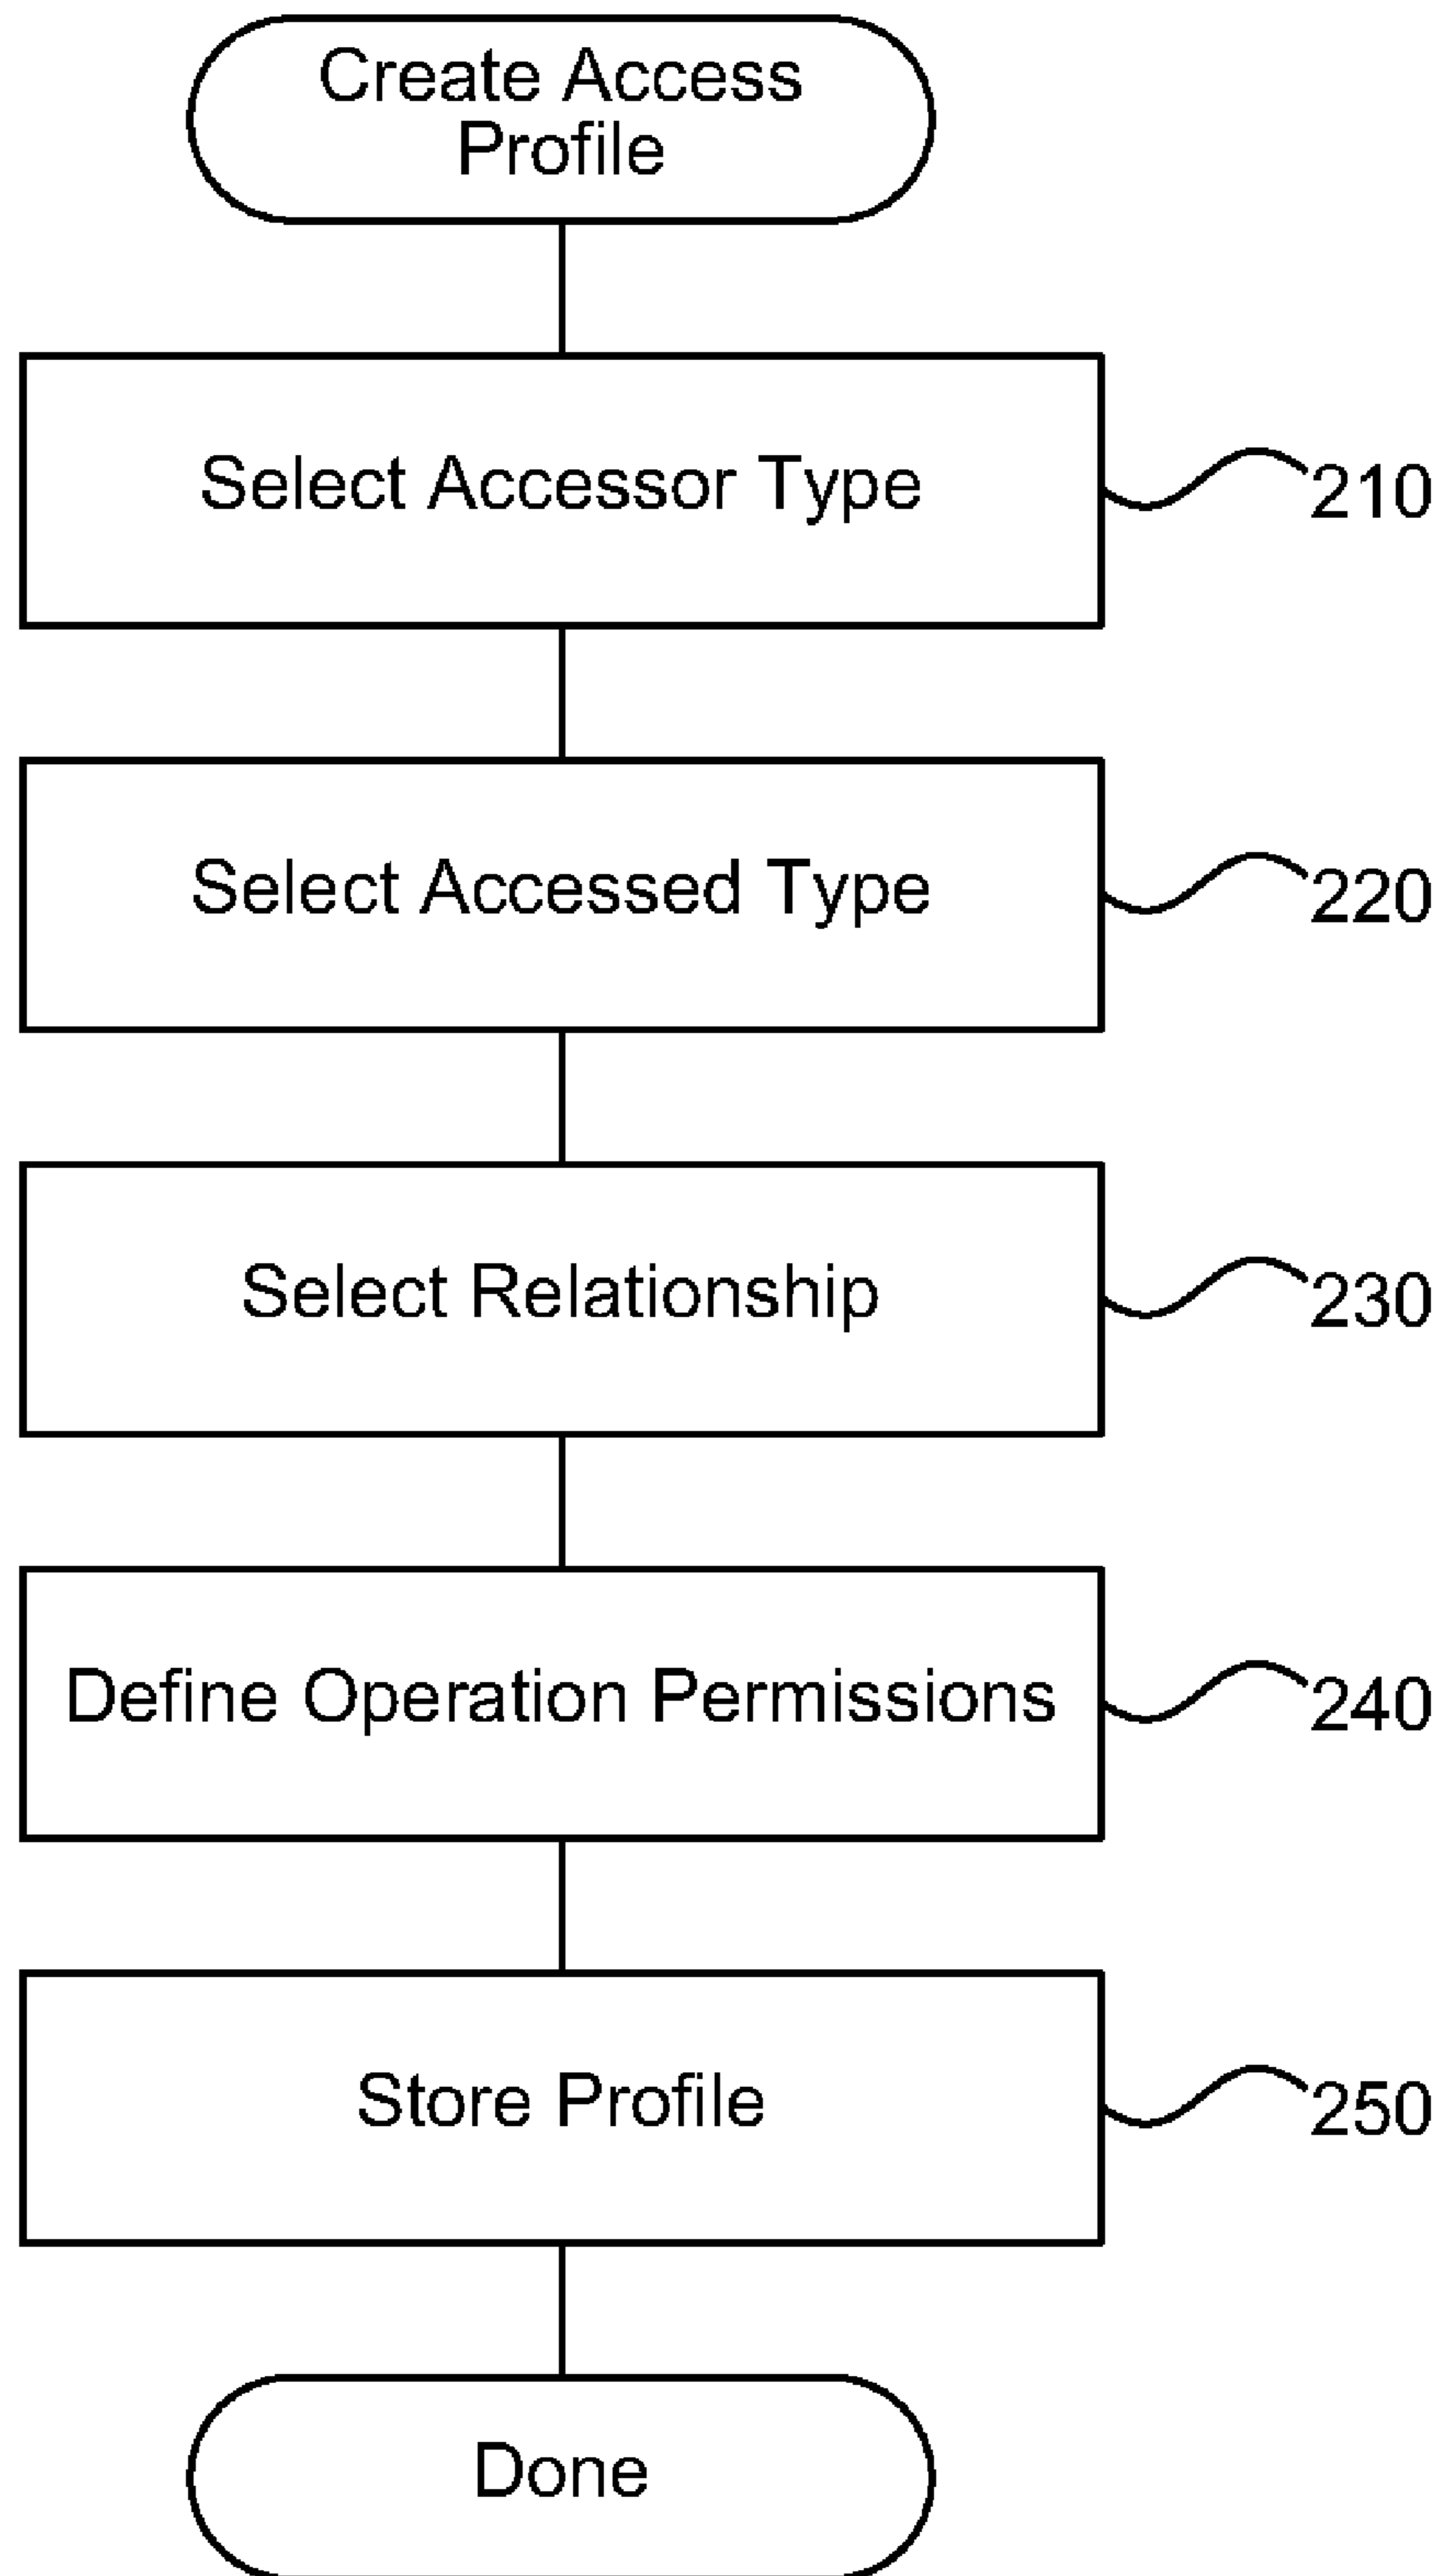 Create Access
Profile
Select Accessor Type
210
Select Accessed Type
220
Select Relationship
230
Define Operation Permissions
240
Store Profile
250
Done